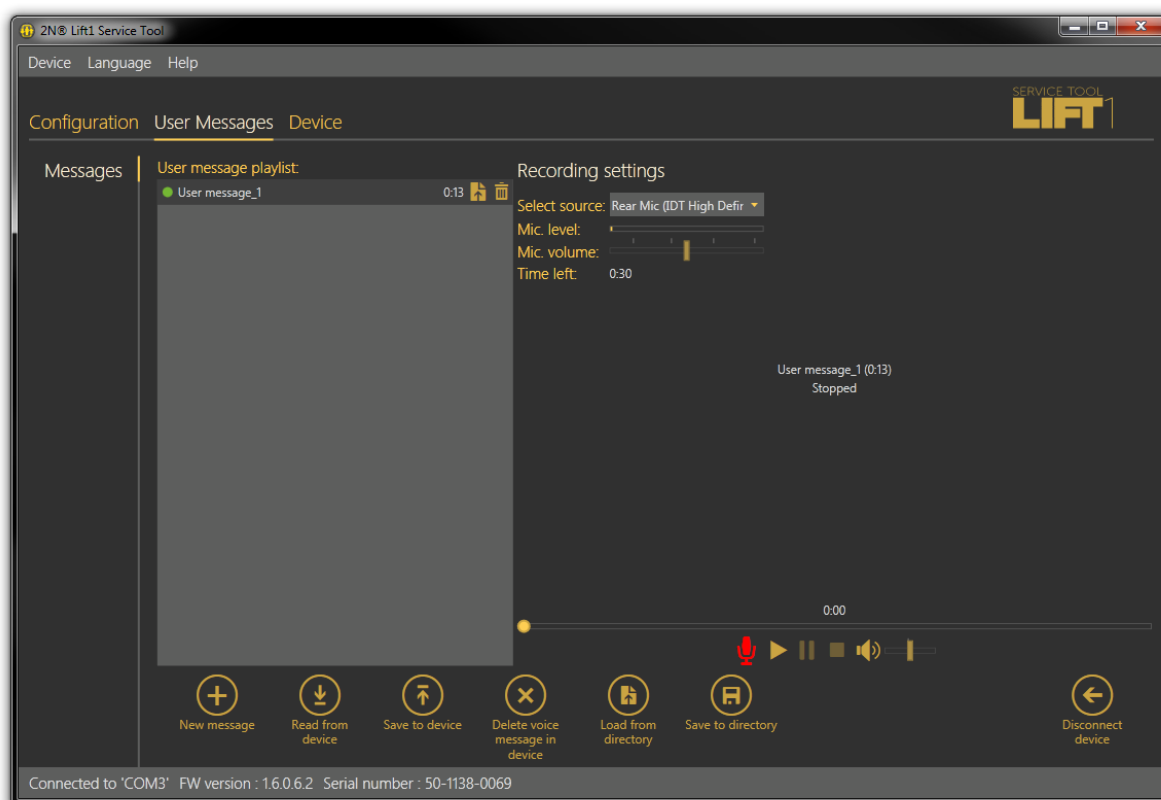 2N® Lift1 Service Tool
Device Language Help
SERVICE TOOL
LIFT1
Configuration User Messages Device
Messages
User message playlist:
User message_1 0:13
Recording settings
Select source: Rear Mic (IDT High Defir
Mic. level:
Mic. volume:
Time left: 0:30
User message_1 (0:13)
Stopped
0:00
New message
Read from
device
Save to device
Delete voice
message in
device
Load from
directory
Save to directory
Disconnect
device
Connected to 'COM3' FW version : 1.6.0.6.2 Serial number : 50-1138-0069